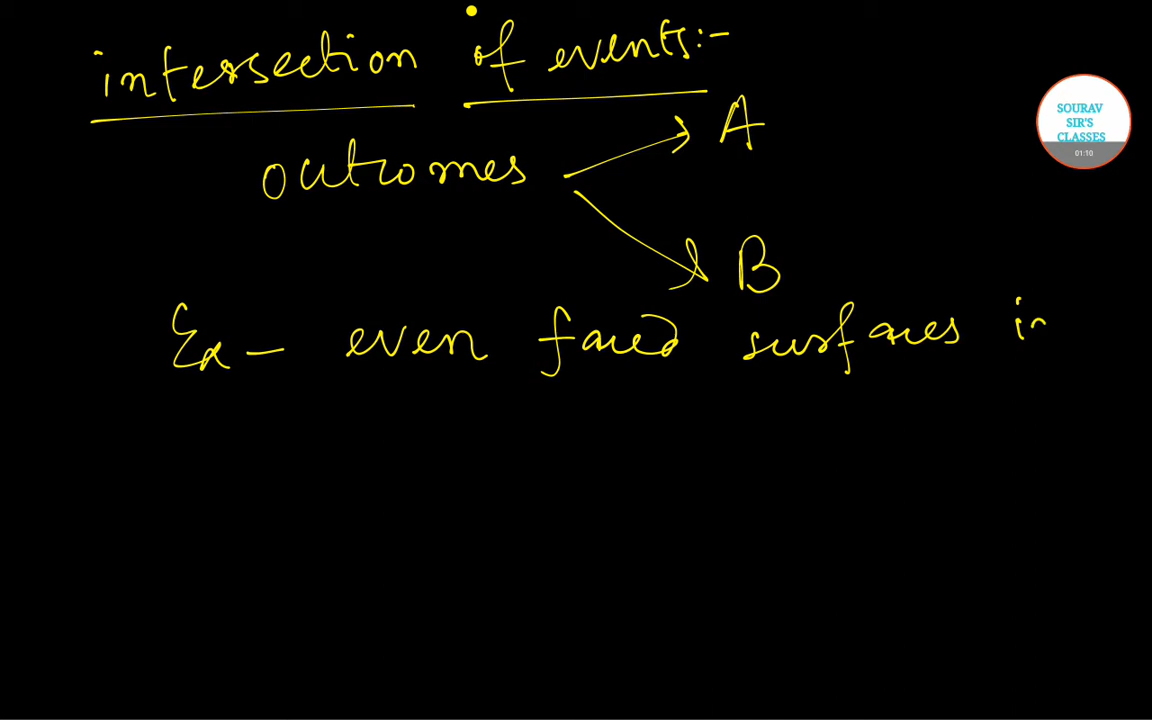 intersection of events:-
outcomes
A
B
Ex - even faced surfaces in
SOURAV
SIR'S
CLASSES
01:10